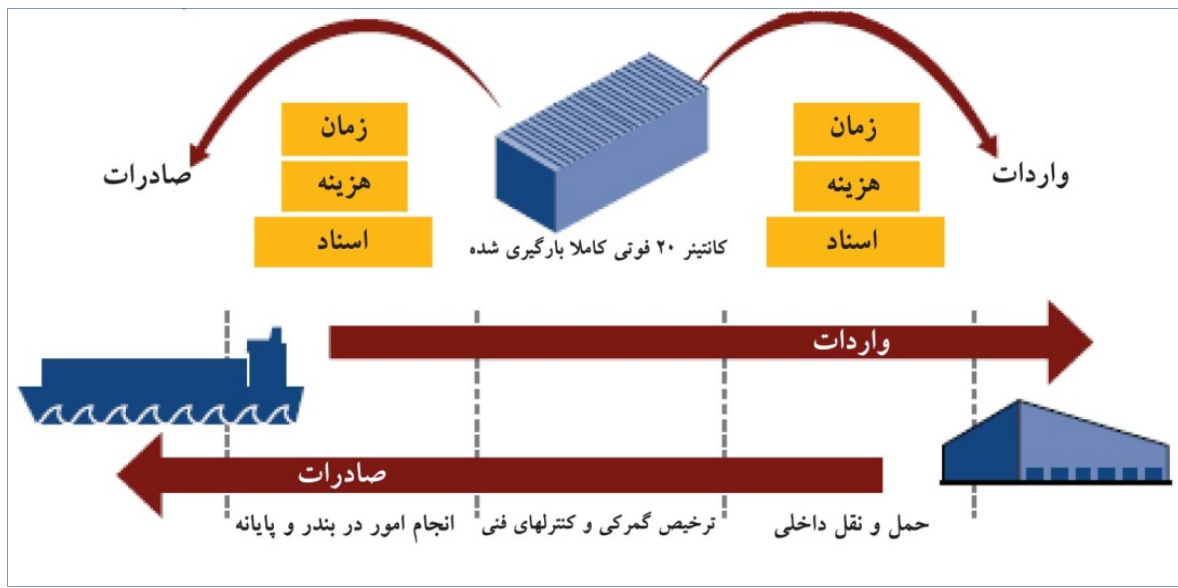 زمان
زمان
واردات
هزینه
هزینه
صادرات
اسناد
اسناد
کانتینر ۲۰ فوتی کاملا بارگیری شده
واردات
صادرات
حمل و نقل داخلی
ترخیص گمرکی و کنترلهای فنی
انجام امور در بندر و پایانه